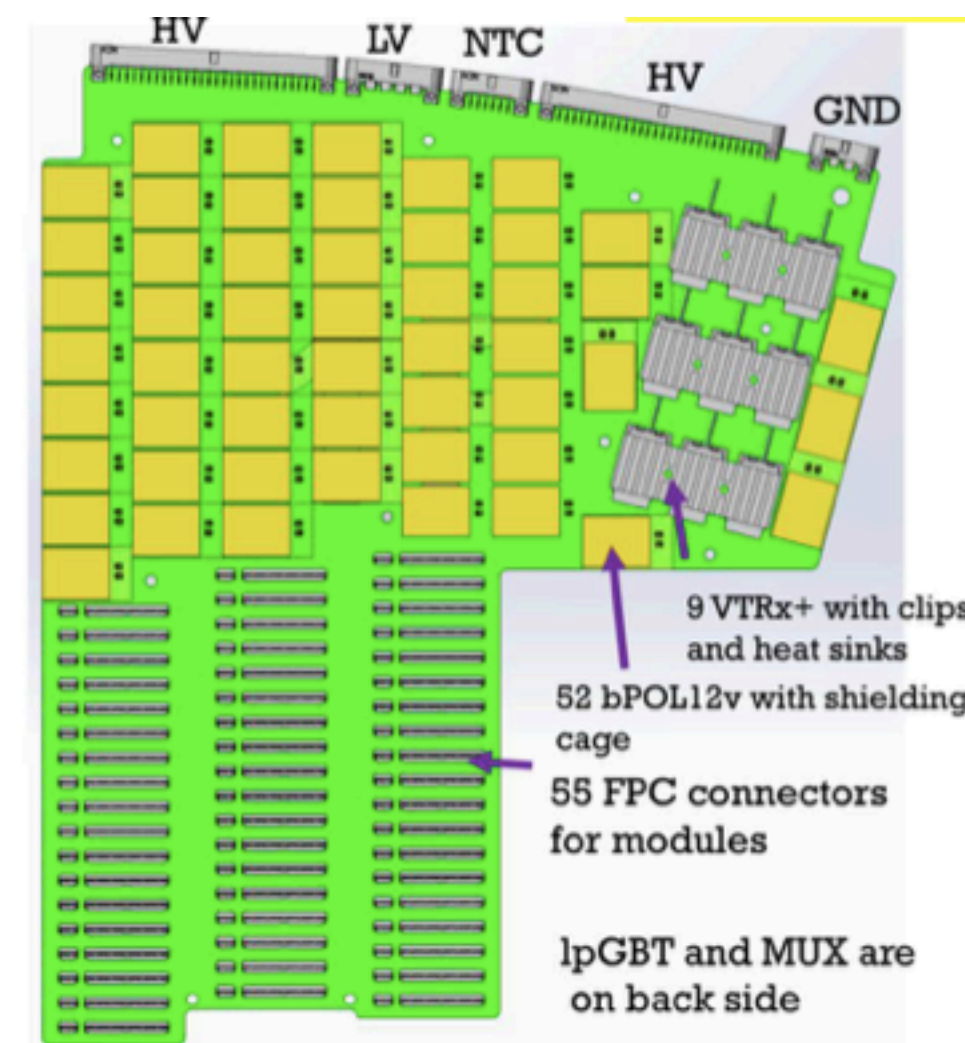 HV
LV
NTC
HV
GND
9 VTRx+ with clips
and heat sinks
52 bPOL12v with shielding
cage
55 FPC connectors
for modules
lpGBT and MUX are
on back side